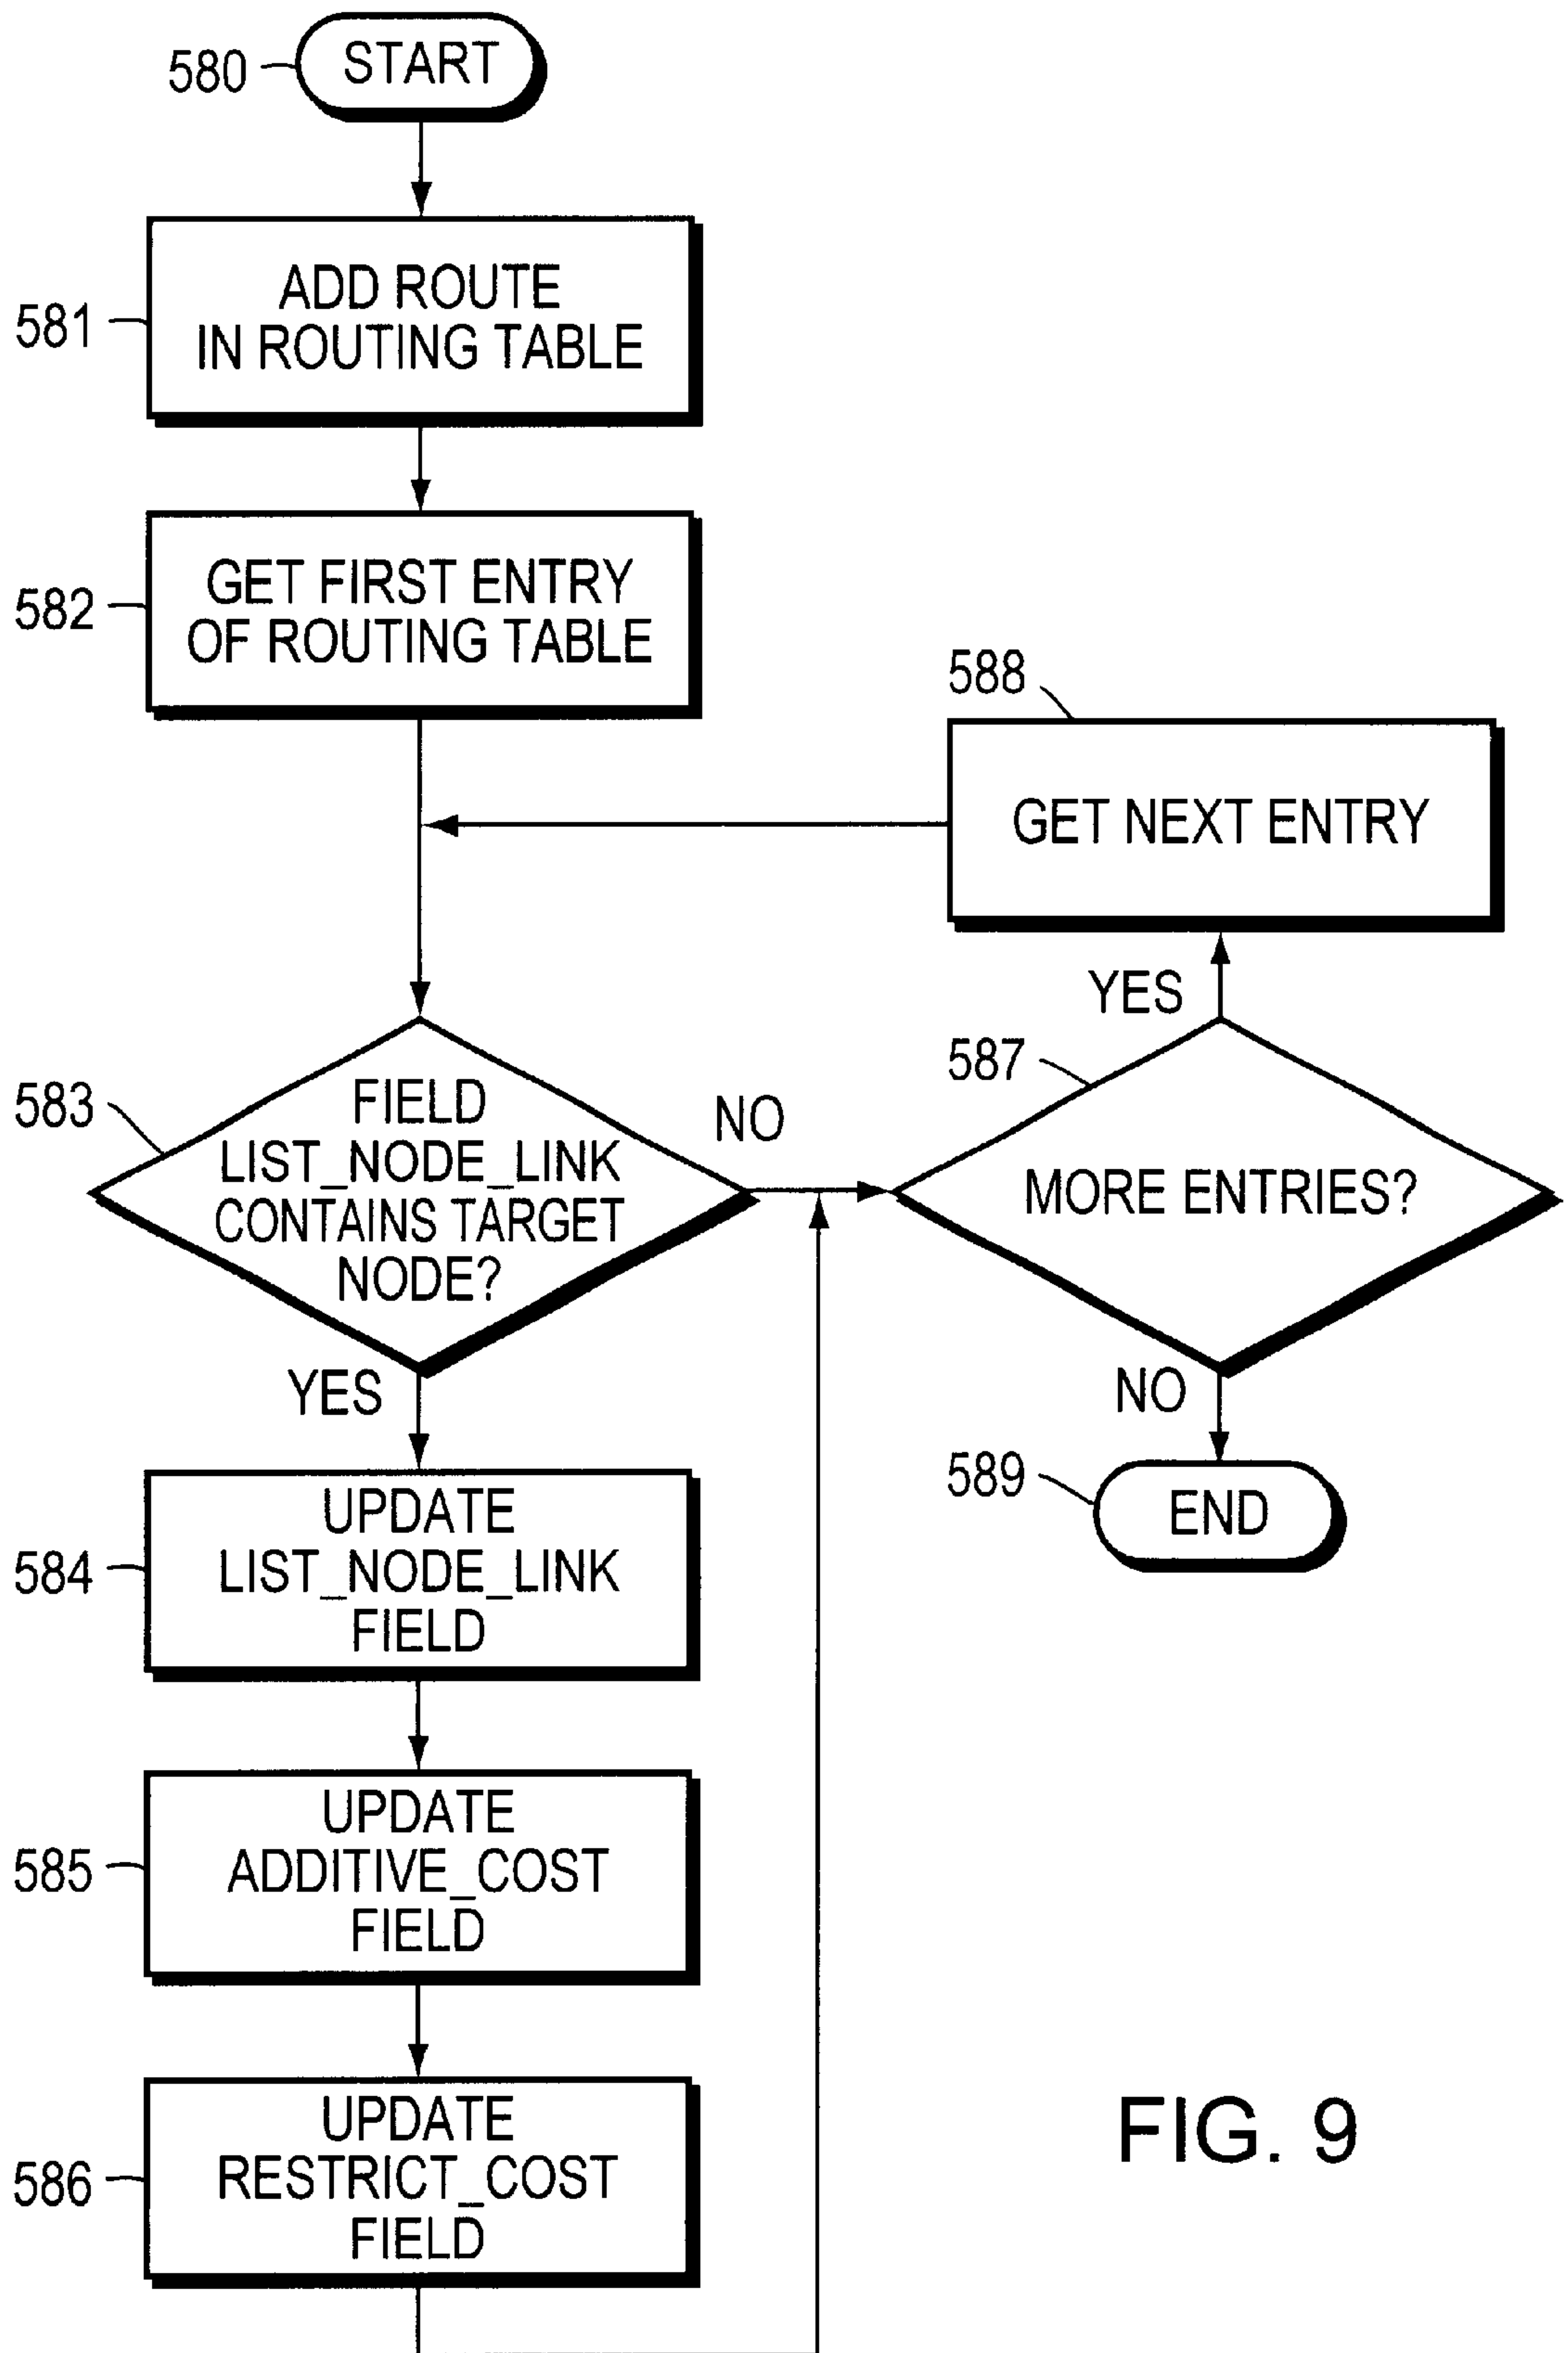 580
START
581
ADD ROUTE
IN ROUTING TABLE
582
GET FIRST ENTRY
OF ROUTING TABLE
588
GET NEXT ENTRY
YES
583
FIELD
LIST_NODE_LINK
CONTAINS TARGET
NODE?
NO
587
MORE ENTRIES?
YES
NO
584
UPDATE
LIST_NODE_LINK
FIELD
589
END
585
UPDATE
ADDITIVE_COST
FIELD
586
UPDATE
RESTRICT_COST
FIELD
FIG. 9